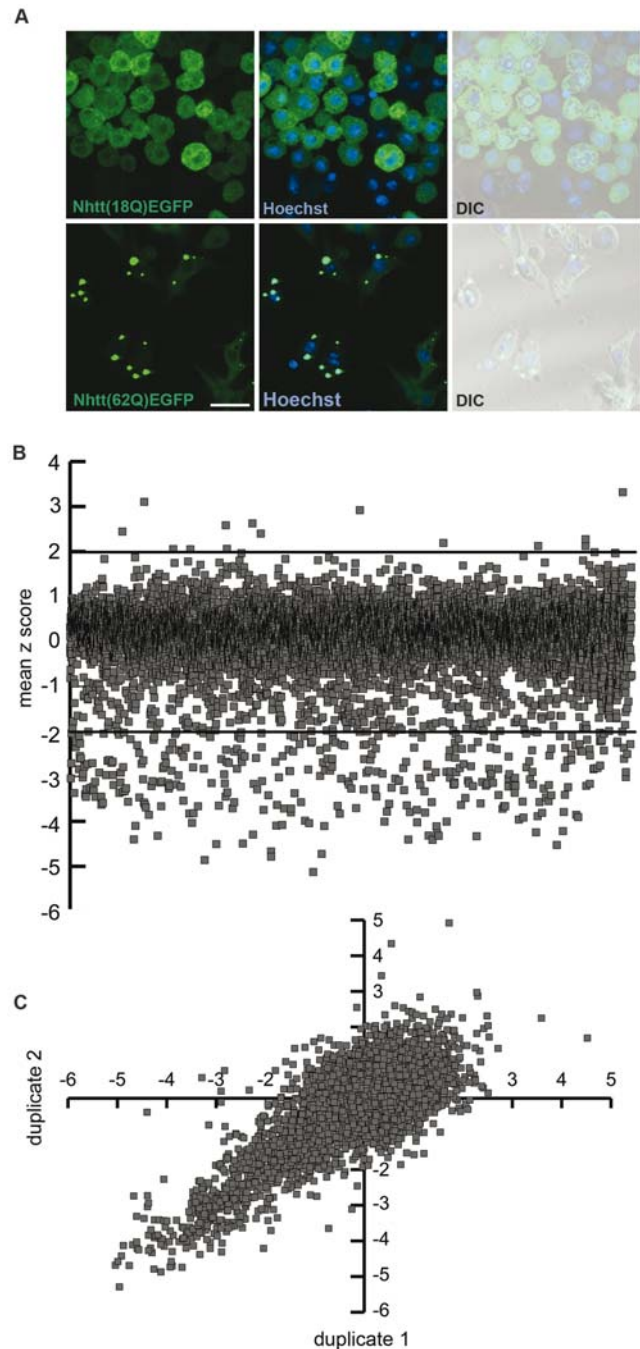 A
Nhtt(18Q)EGFP
Hoechst
DIC
Nhtt(62Q)EGFP
Hoechst
DIC
B
4
3
2
1
0
-1
-2
-3
-4
-5
-6
mean z score
C
5
4
3
-6 -5 -4 -3 -2 3 4 5
-2
-3
-4
-5
-6
duplicate 2
duplicate 1